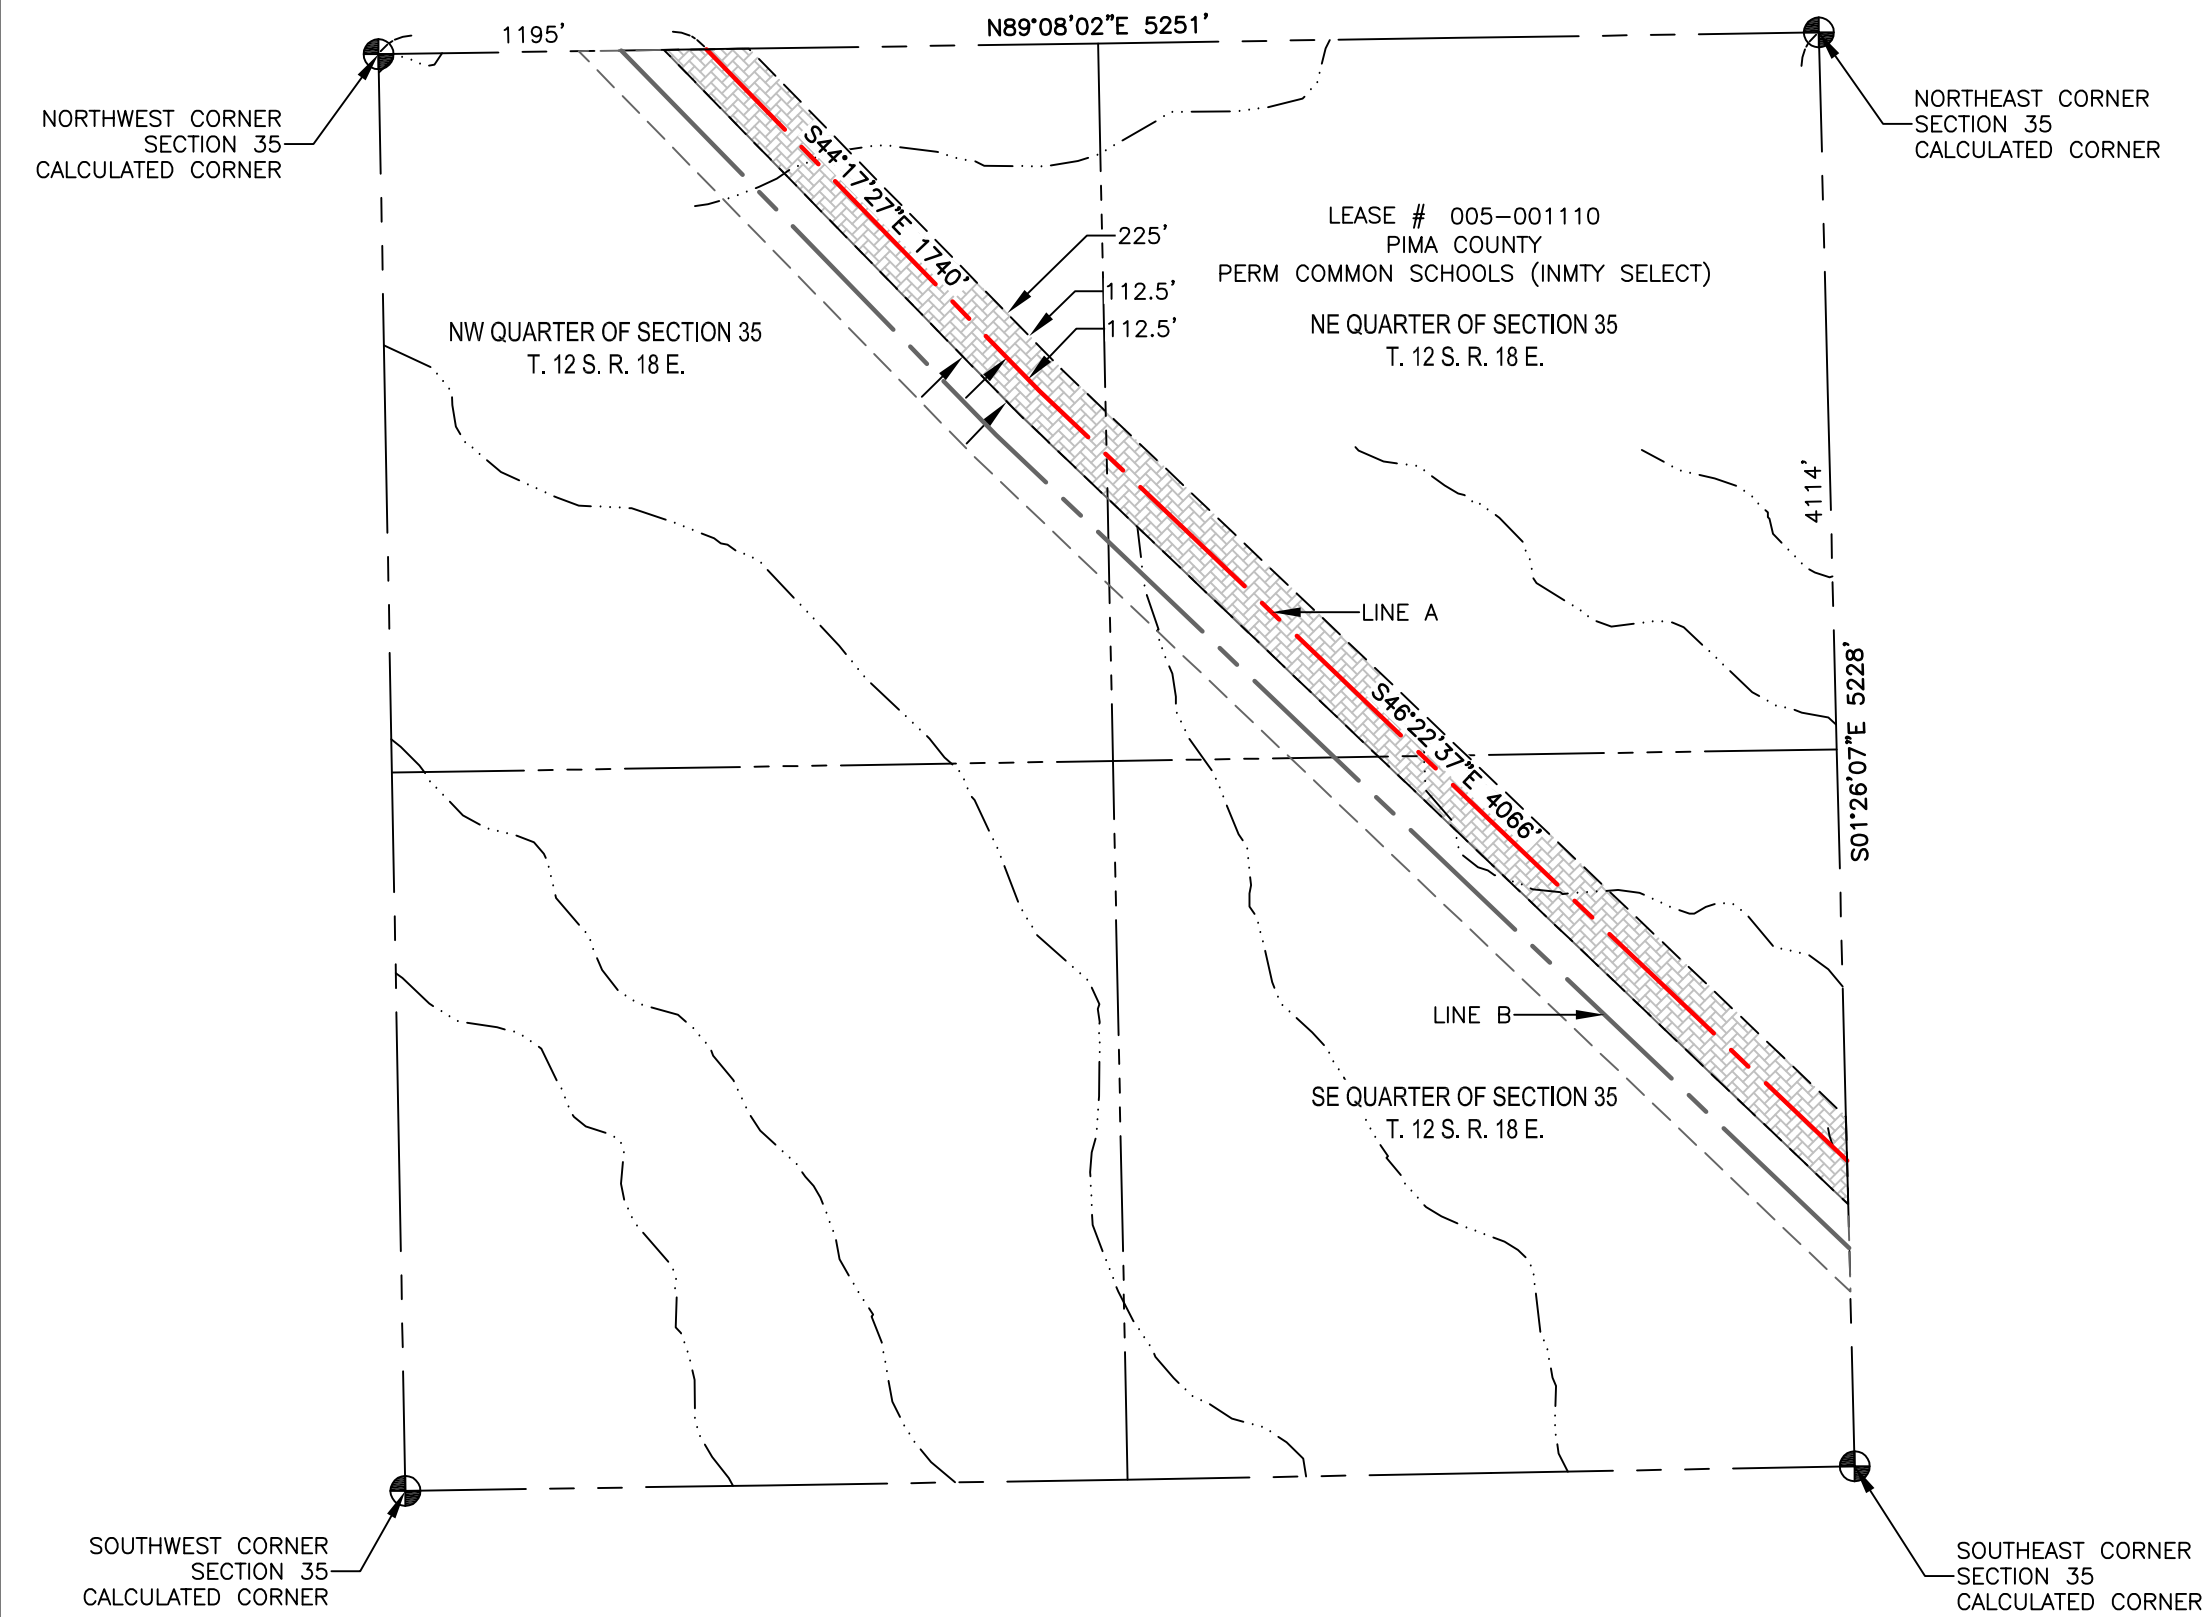 1195'
N89°08'02"E 5251'
NORTHWEST CORNER
SECTION 35
CALCULATED CORNER
NORTHEAST CORNER
SECTION 35
CALCULATED CORNER
S44°17'27"E 1740'
LEASE # 005-001110
PIMA COUNTY
PERM COMMON SCHOOLS (INMTY SELECT)
225'
112.5'
112.5'
NW QUARTER OF SECTION 35
T. 12 S. R. 18 E.
NE QUARTER OF SECTION 35
T. 12 S. R. 18 E.
4114'
LINE A
S01°26'07"E 5228'
S46°22'37"E 4066'
LINE B
SE QUARTER OF SECTION 35
T. 12 S. R. 18 E.
SOUTHWEST CORNER
SECTION 35
CALCULATED CORNER
SOUTHEAST CORNER
SECTION 35
CALCULATED CORNER